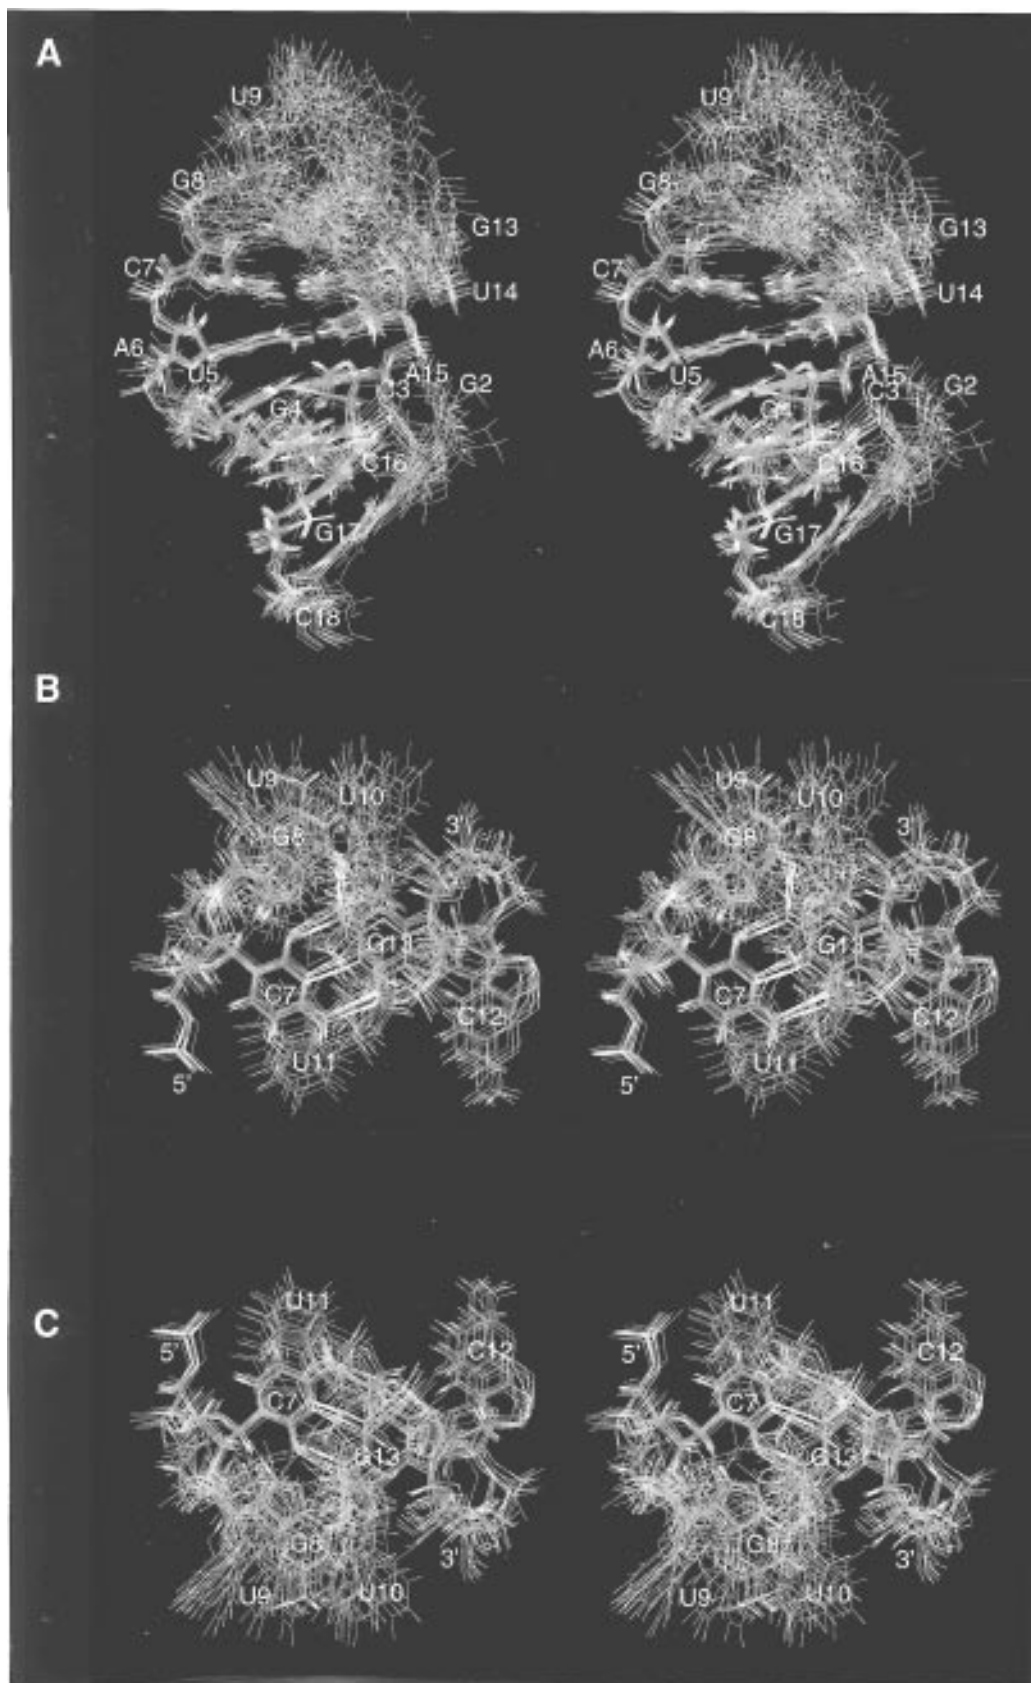 A
U9 U9
G8 G8
G13 G13
C7 C7
U14 U14
A6 A6
U5 A15 G2 U5 A15 G2
C3 C3
G4 G4
C16 C16
G17 G17
C18 C18
B
U9 U10 U9 U10
G8 G8
3' 3'
G13 G13
C7 C7
C12 C12
U11 U11
5' 5'
C
U11 U11
5' C12 5' C12
C7 C7
G13 G13
G8 G8
3' 3'
U9 U10 U9 U10